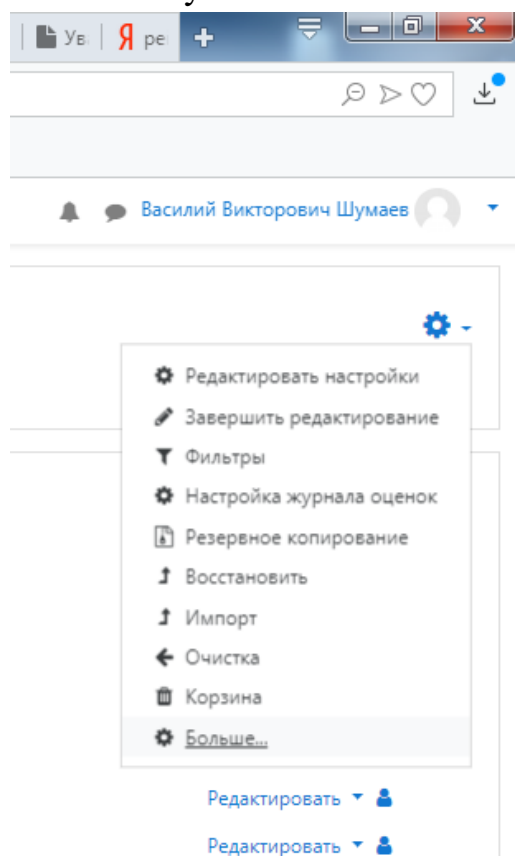 Ув. Я ре
Василий Викторович Шумаев
Редактировать настройки
Завершить редактирование
Фильтры
Настройка журнала оценок
Резервное копирование
Восстановить
Импорт
Очистка
Корзина
Больше...
Редактировать
Редактировать